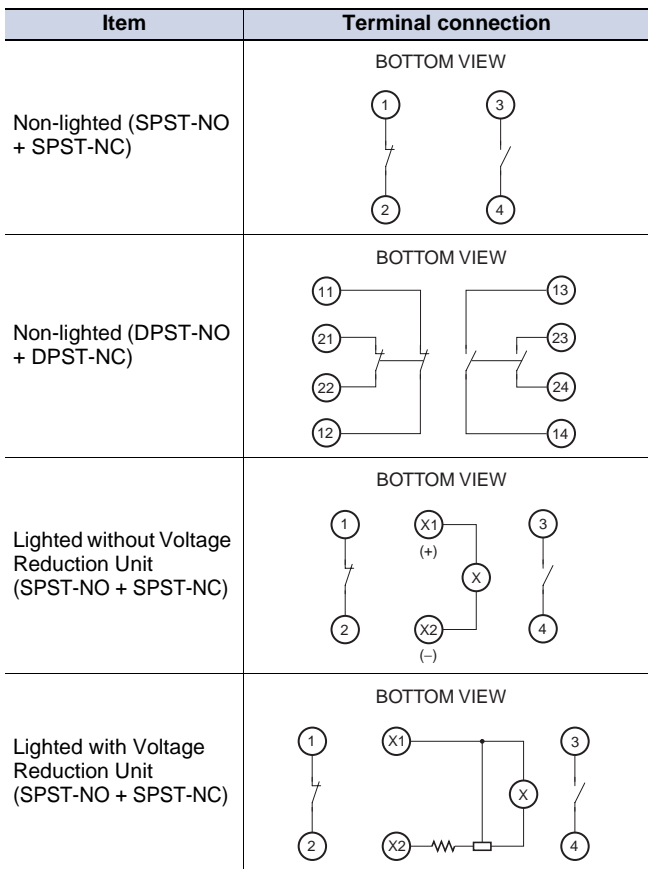 Item Terminal connection
Non-lighted (SPST-NO
+ SPST-NC)
BOTTOM VIEW
1 3
2 4
Non-lighted (DPST-NO
+ DPST-NC)
BOTTOM VIEW
11 13
21 23
22 24
12 14
Lighted without Voltage
Reduction Unit
(SPST-NO + SPST-NC)
BOTTOM VIEW
1 X1 3
(+)
X
2 X2 4
(−)
Lighted with Voltage
Reduction Unit
(SPST-NO + SPST-NC)
BOTTOM VIEW
1 X1 3
X
2 X2 4